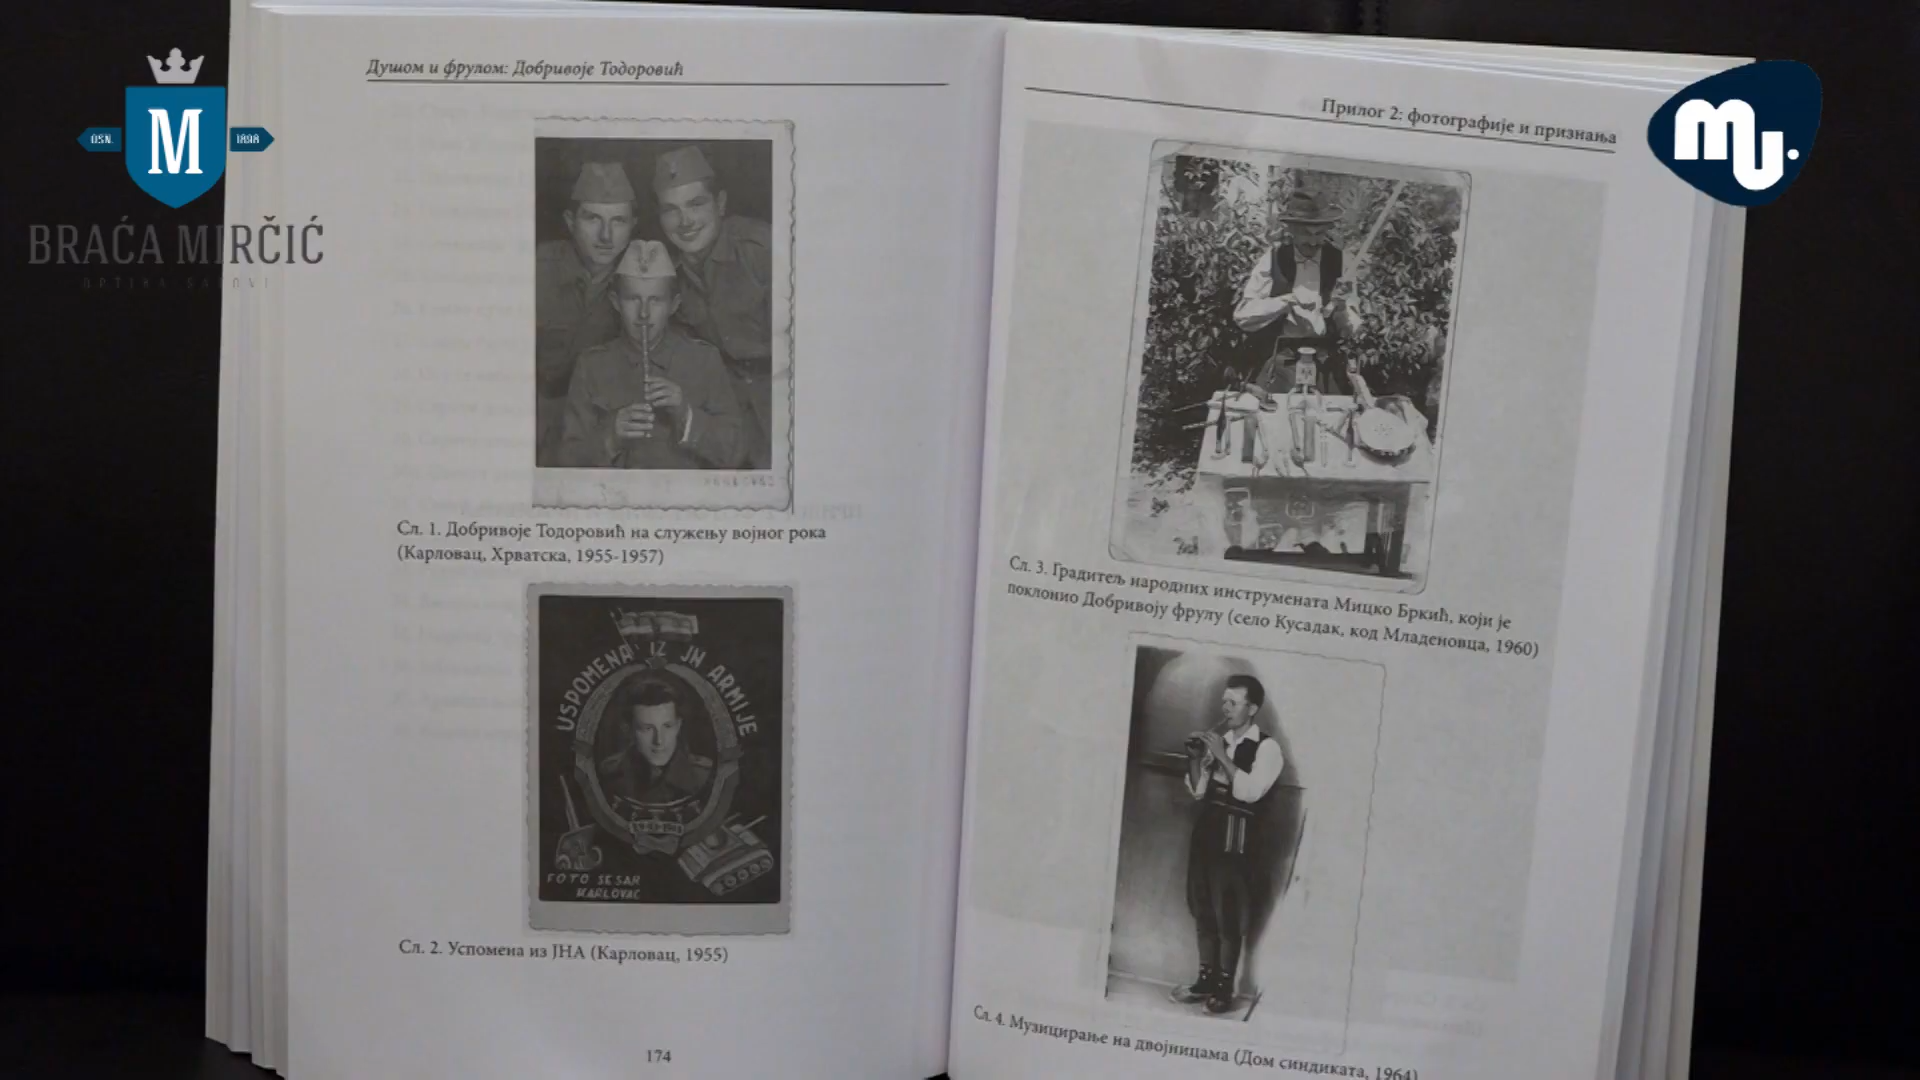 OSN.
M
1898
BRAĆA MIRČIĆ
OPTIKA SATOVI
mu.
Душом и фрулом: Добривоје Тодоровић
Сл. 1. Добривоје Тодоровић на служењу војног рока
(Карловац, Хрватска, 1955-1957)
USPOMENA IZ JN ARMIJE
FOTO SESAR
KARLOVAC
Сл. 2. Успомена из ЈНА (Карловац, 1955)
174
Прилог 2: фотографије и признања
Сл. 3. Градитељ народних инструмената Мицко Бркић, који је
поклонио Добривоју фрулу (село Кусадак, код Младеновца, 1960)
Сл. 4. Музицирање на двојницама (Дом синдиката, 1964)